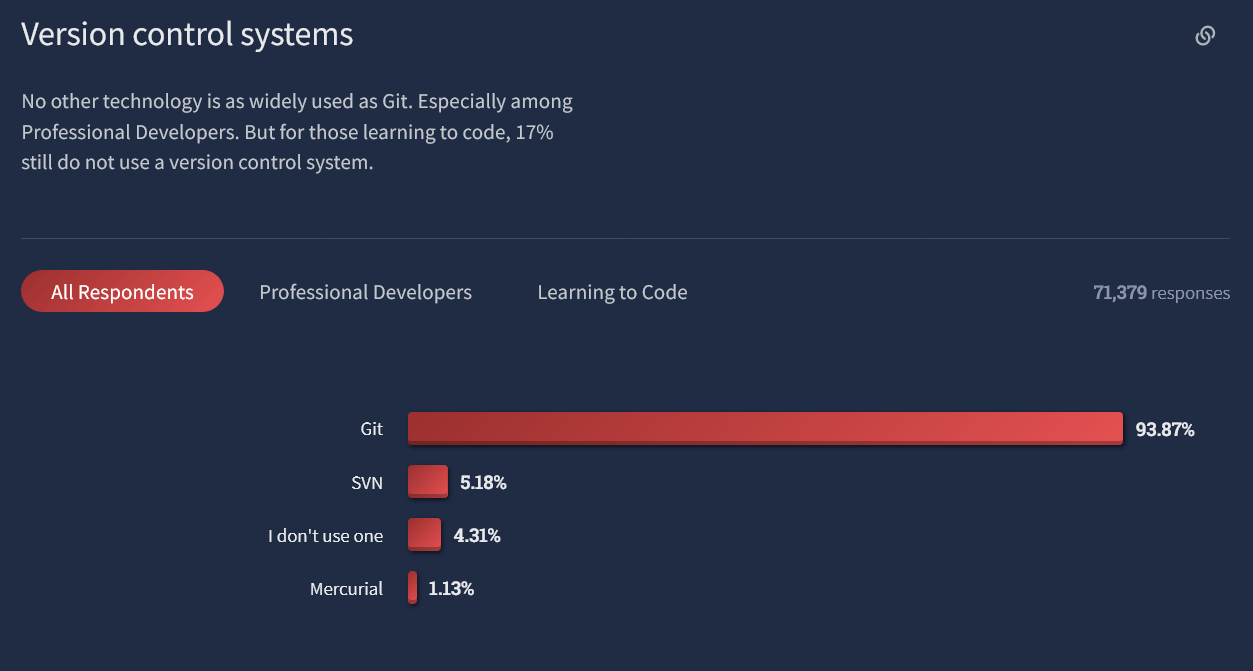 Version control systems
No other technology is as widely used as Git. Especially among
Professional Developers. But for those learning to code, 17%
still do not use a version control system.
All Respondents Professional Developers Learning to Code 71,379 responses
Git 93.87%
SVN 5.18%
I don't use one 4.31%
Mercurial 1.13%